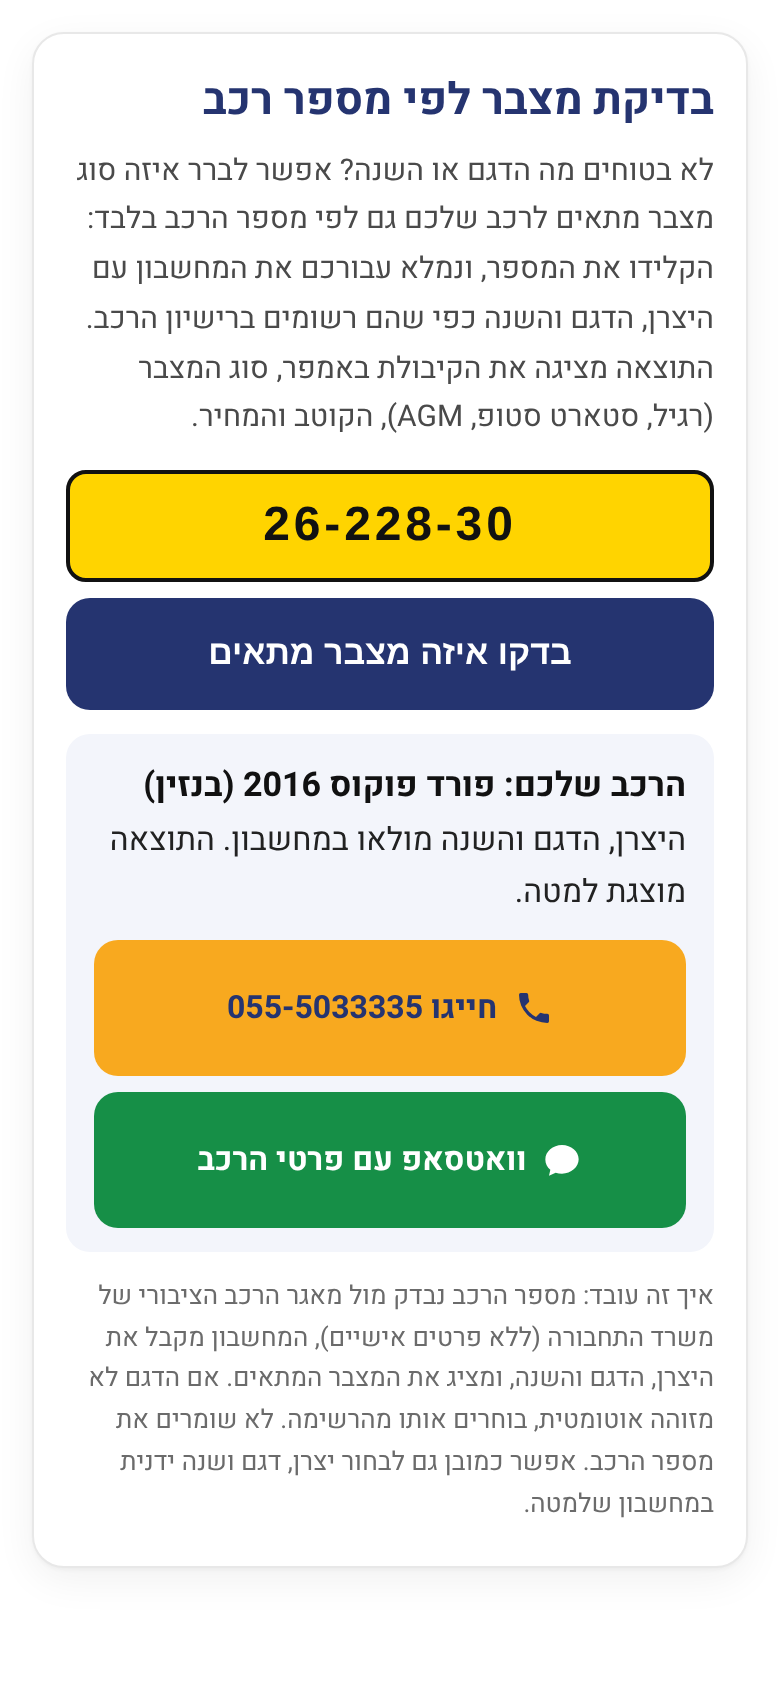 בדיקת מצבר לפי מספר רכב
לא בטוחים מה הדגם או השנה? אפשר לברר איזה סוג
מצבר מתאים לרכב שלכם גם לפי מספר הרכב בלבד:
הקלידו את המספר, ונמלא עבורכם את המחשבון עם
היצרן, הדגם והשנה כפי שהם רשומים ברישיון הרכב.
התוצאה מציגה את הקיבולת באמפר, סוג המצבר
(רגיל, סטארט סטופ, AGM), הקוטב והמחיר.
26-228-30
בדקו איזה מצבר מתאים
הרכב שלכם: פורד פוקוס 2016 (בנזין)
היצרן, הדגם והשנה מולאו במחשבון. התוצאה
מוצגת למטה.
חייגו 055-5033335
וואטסאפ עם פרטי הרכב
איך זה עובד: מספר הרכב נבדק מול מאגר הרכב הציבורי של
משרד התחבורה (ללא פרטים אישיים), המחשבון מקבל את
היצרן, הדגם והשנה, ומציג את המצבר המתאים. אם הדגם לא
מזוהה אוטומטית, בוחרים אותו מהרשימה. לא שומרים את
מספר הרכב. אפשר כמובן גם לבחור יצרן, דגם ושנה ידנית
במחשבון שלמטה.